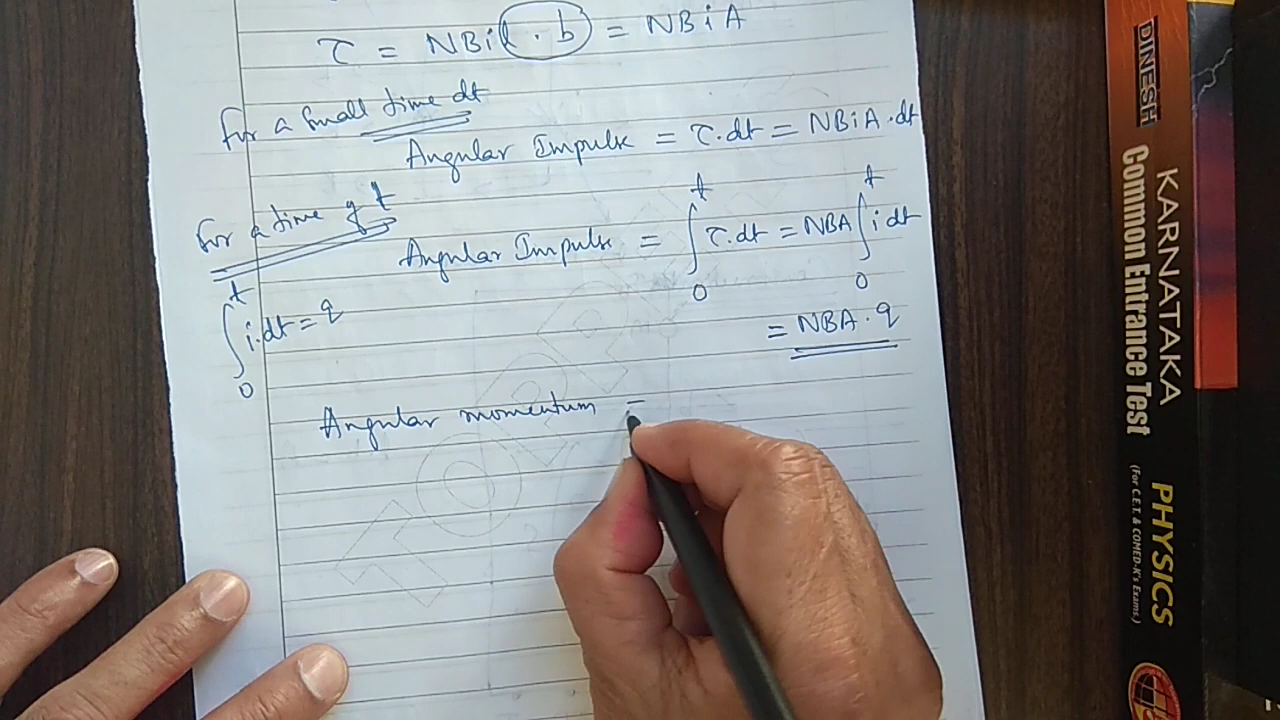 τ = NBi l · b = NBiA
for a small time dt
Angular Impulse = τ.dt = NBiA.dt
for a time of t
Angular Impulse = ∫₀ᵗ τ.dt = NBA ∫₀ᵗ i dt
∫₀ᵗ i.dt = q
= NBA.q
Angular momentum =
DINESH
KARNATAKA
Common Entrance Test
PHYSICS
(For C.E.T. & COMED-K's Exams.)